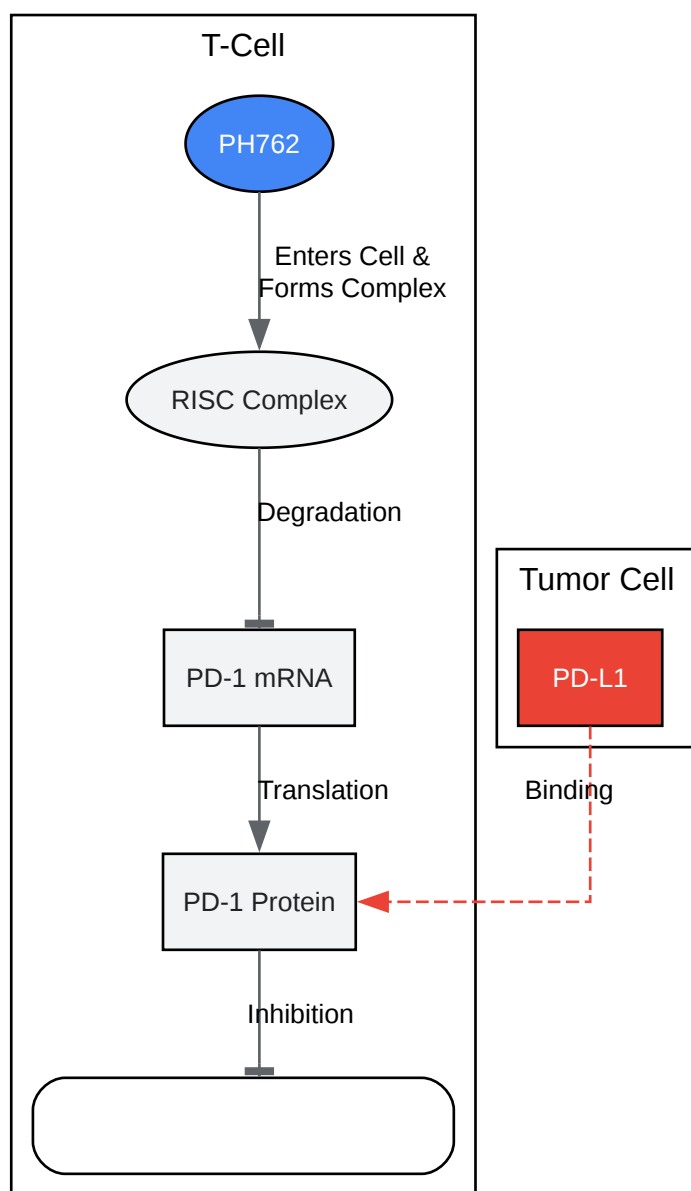 T-Cell
PH762
Enters Cell &
Forms Complex
RISC Complex
Degradation
Tumor Cell
PD-1 mRNA
PD-L1
Translation
Binding
PD-1 Protein
Inhibition